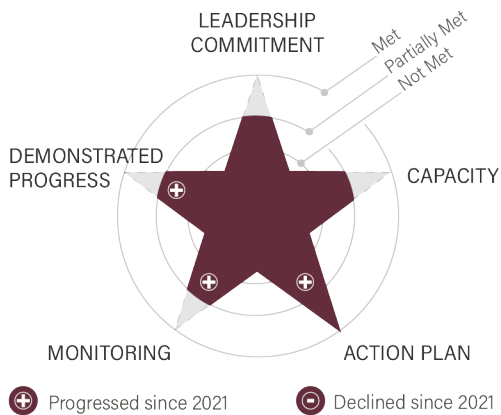 LEADERSHIP
COMMITMENT
Met
Partially Met
Not Met
DEMONSTRATED
PROGRESS
CAPACITY
MONITORING
ACTION PLAN
Progressed since 2021
Declined since 2021